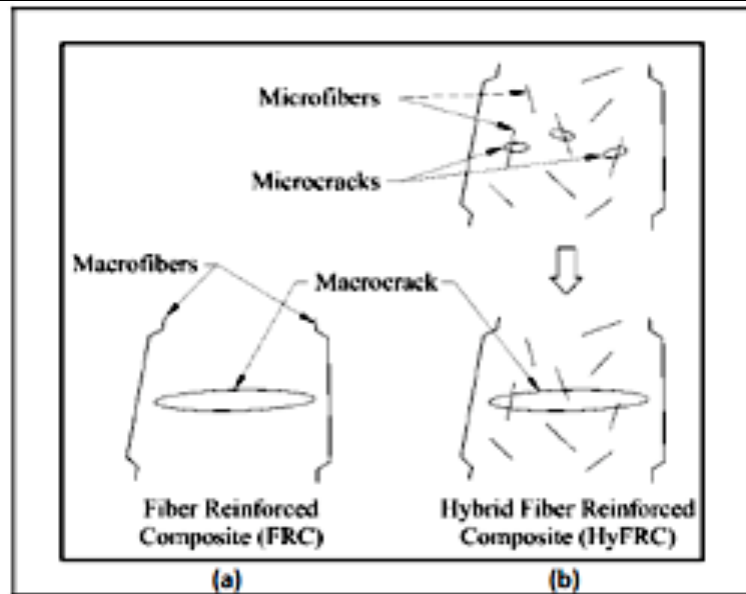 Microfibers
Microcracks
Macrofibers
Macrocrack
Fiber Reinforced
Composite (FRC)
Hybrid Fiber Reinforced
Composite (HyFRC)
(a)
(b)